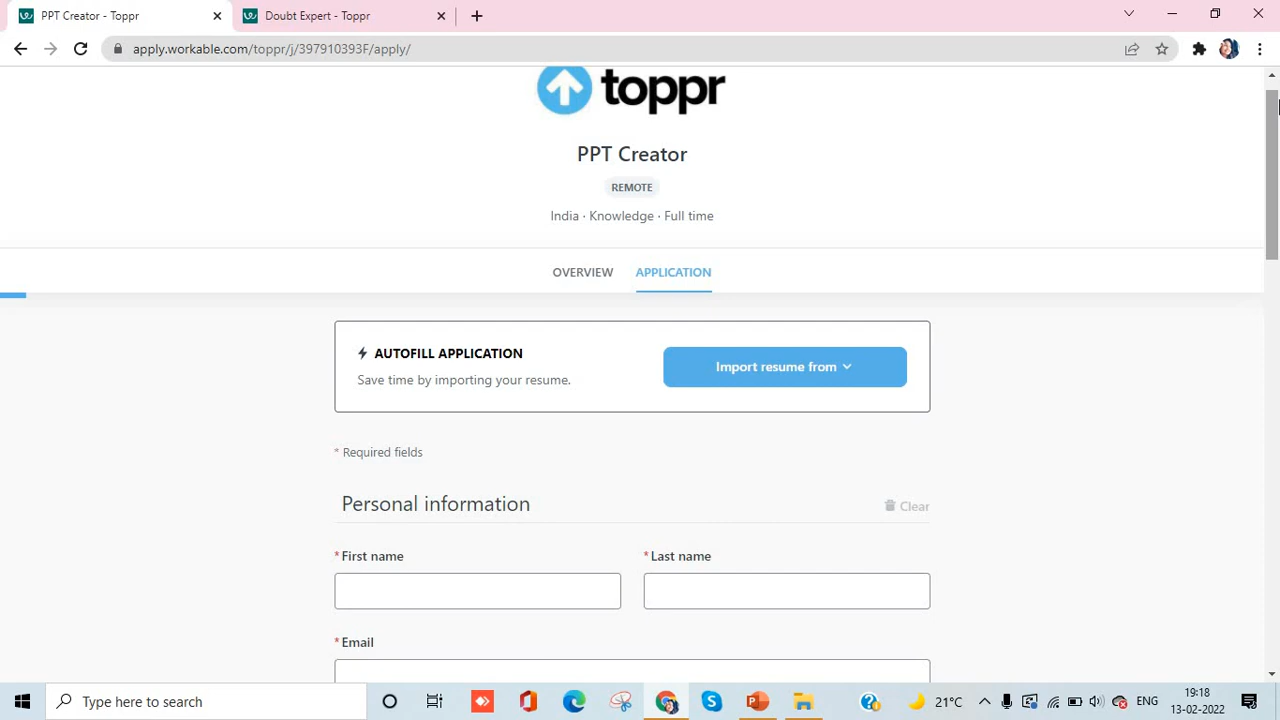 PPT Creator - Toppr
Doubt Expert - Toppr
apply.workable.com/toppr/j/397910393F/apply/
toppr
PPT Creator
REMOTE
India · Knowledge · Full time
OVERVIEW
APPLICATION
AUTOFILL APPLICATION
Save time by importing your resume.
Import resume from
* Required fields
Personal information
Clear
* First name
* Last name
* Email
Type here to search
21°C
ENG
19:18
13-02-2022